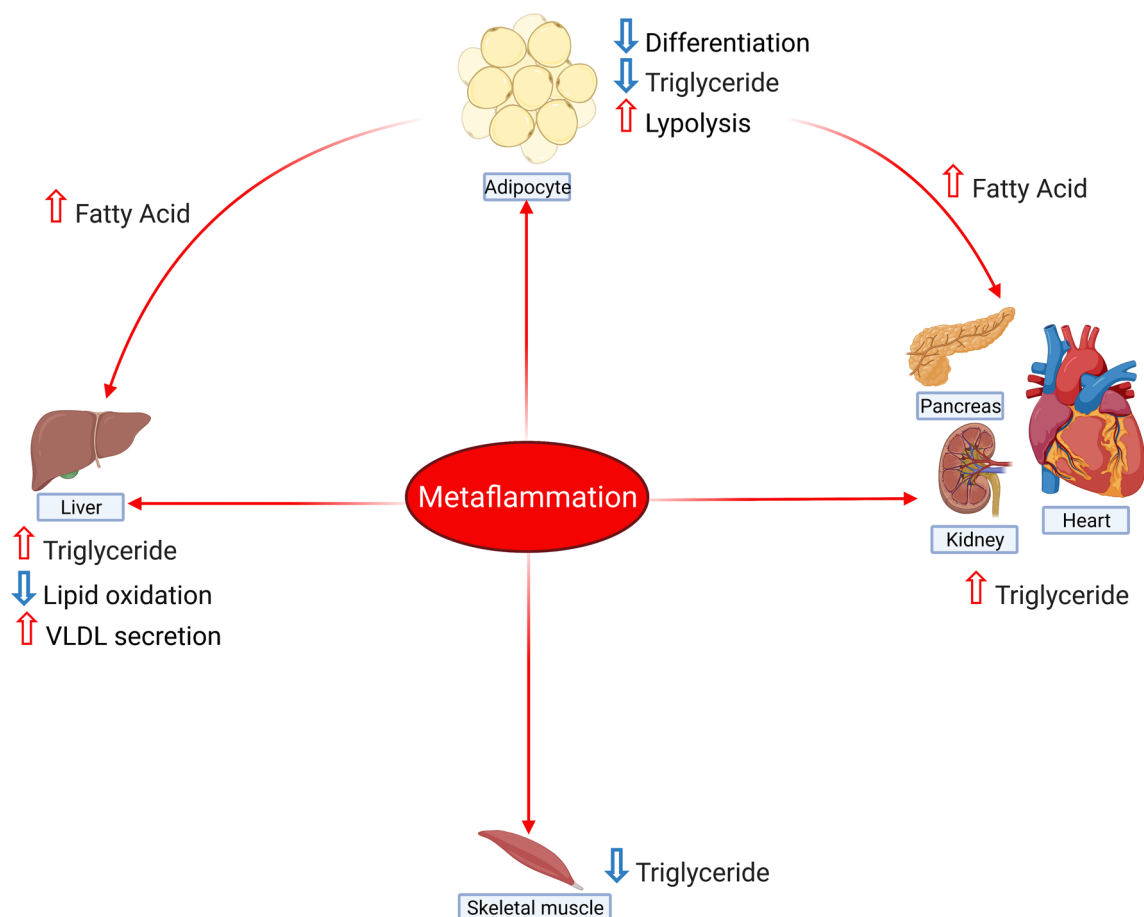 Differentiation
Triglyceride
Lypolysis
Adipocyte
Fatty Acid
Fatty Acid
Pancreas
Liver
Metaflammation
Kidney
Heart
Triglyceride
Lipid oxidation
VLDL secretion
Triglyceride
Triglyceride
Skeletal muscle